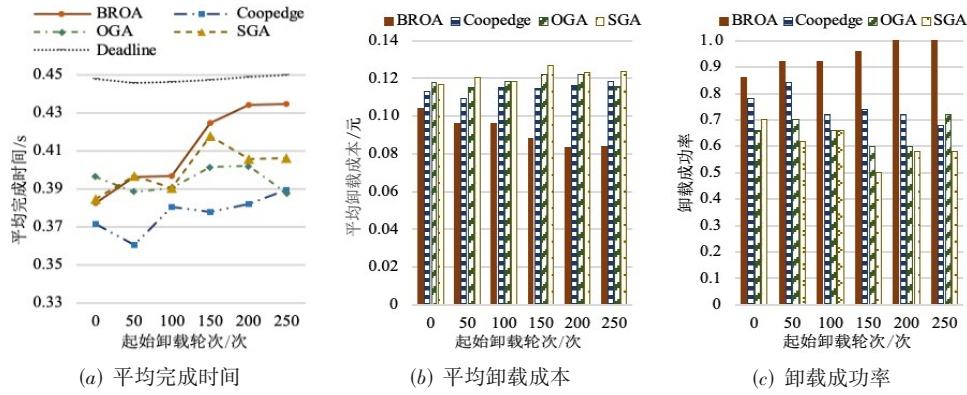 BROA Coopedge
OGA SGA
Deadline
0.45
0.43
0.41
0.39
0.37
0.35
0.33
平均完成时间/s
0 50 100 150 200 250
起始卸载轮次/次
(a) 平均完成时间
BROA Coopedge OGA SGA
0.14
0.12
0.10
0.08
0.06
0.04
0.02
0
平均卸载成本/元
0 50 100 150 200 250
起始卸载轮次/次
(b) 平均卸载成本
BROA Coopedge OGA SGA
1.0
0.9
0.8
0.7
0.6
0.5
0.4
0.3
0.2
0.1
0
卸载成功率
0 50 100 150 200 250
起始卸载轮次/次
(c) 卸载成功率